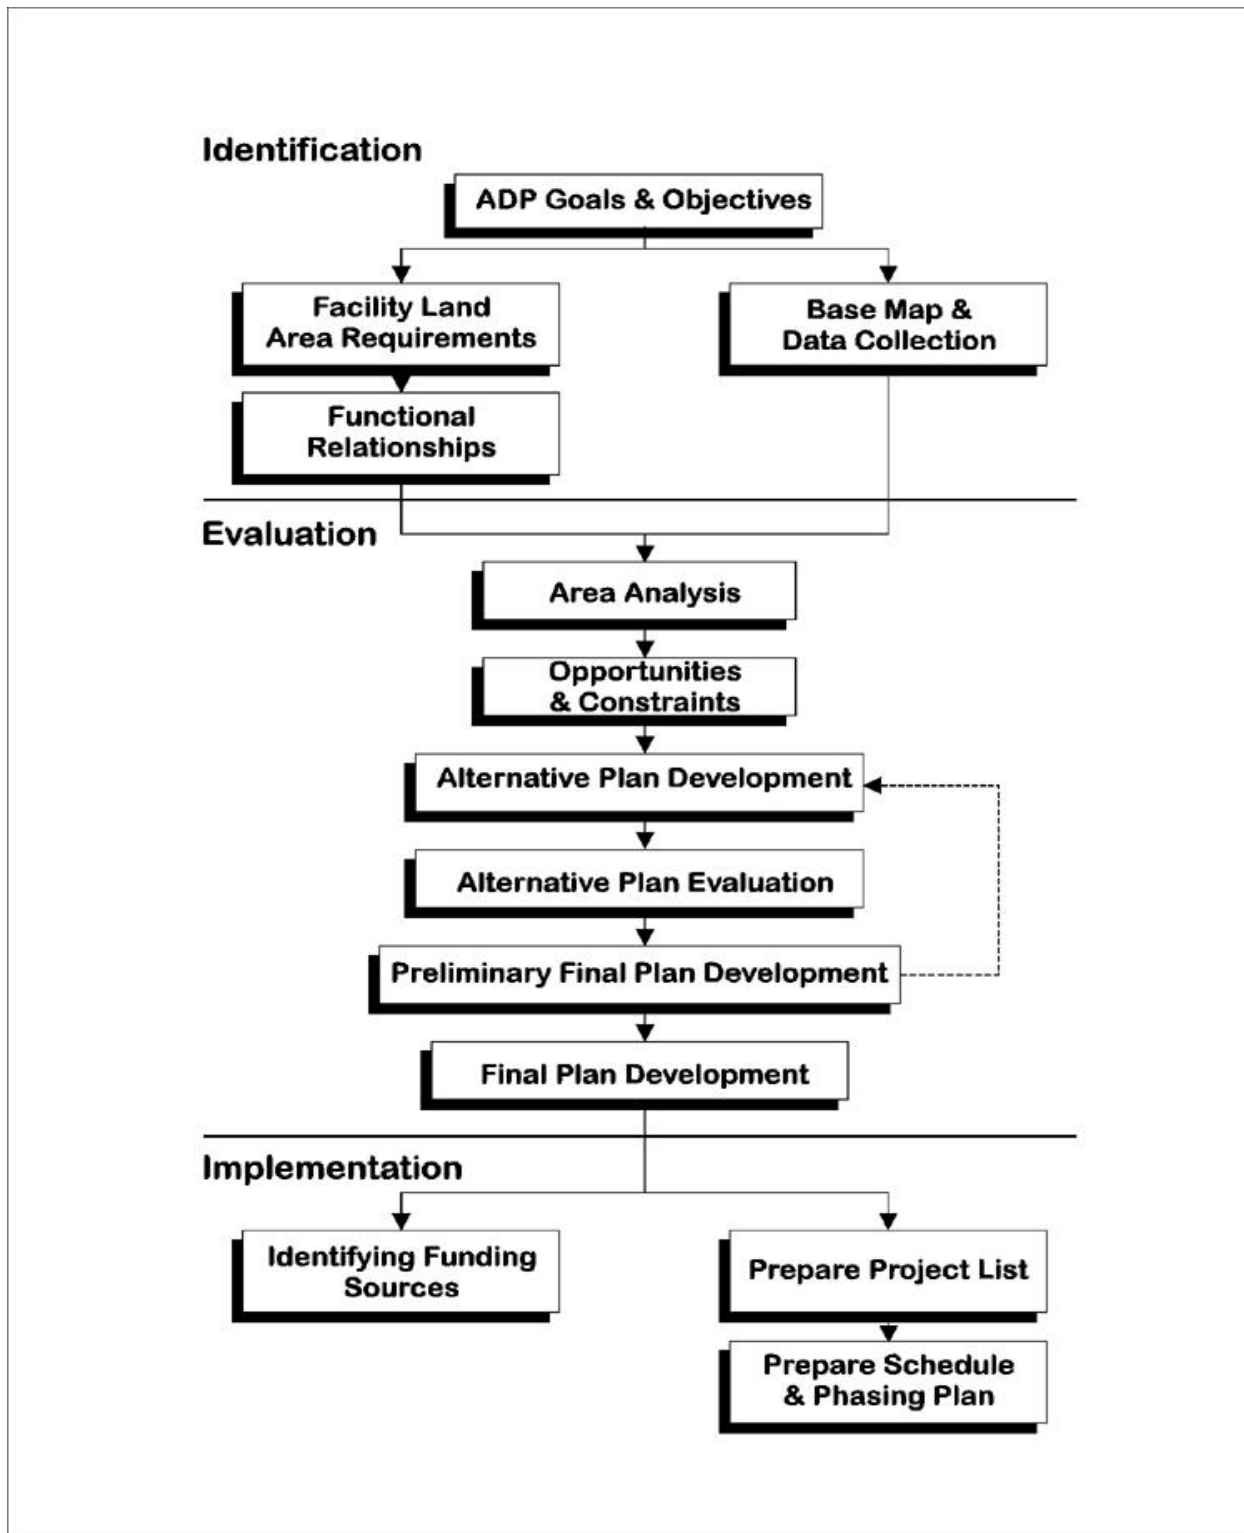 Identification
ADP Goals & Objectives
Facility Land
Area Requirements
Base Map &
Data Collection
Functional
Relationships
Evaluation
Area Analysis
Opportunities
& Constraints
Alternative Plan Development
Alternative Plan Evaluation
Preliminary Final Plan Development
Final Plan Development
Implementation
Identifying Funding
Sources
Prepare Project List
Prepare Schedule
& Phasing Plan